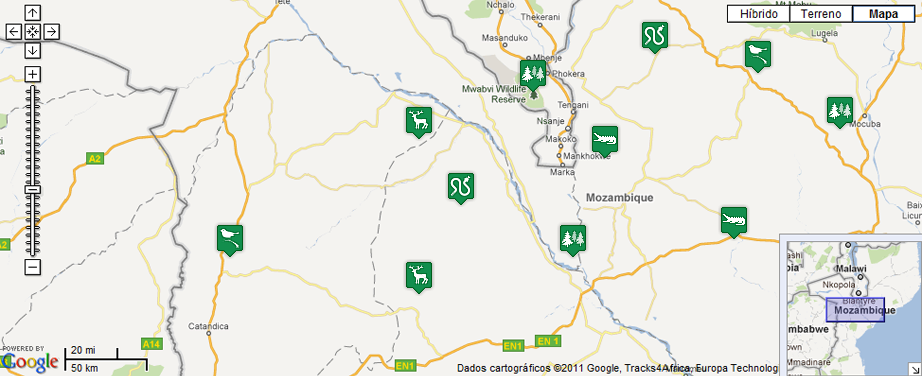 Tete
Nchalo
Thekerani
Masanduko
Mbenje
Phokera
Mwabvi Wildlife
Reserve
Tengani
Nsanje
Makoko
Mankhokwe
Marka
Híbrido
Terreno
Mapa
Lugela
Mocuba
A2
A2
Mozambique
Catandica
A14
EN1
EN1
EN 1
POWERED BY
Google
20 mi
50 km
Dados cartográficos ©2011 Google, Tracks4Africa, Europa Technolog
Malawi
Nkopola
Blantyre
Mozambique
mbabwe
Mmadinare